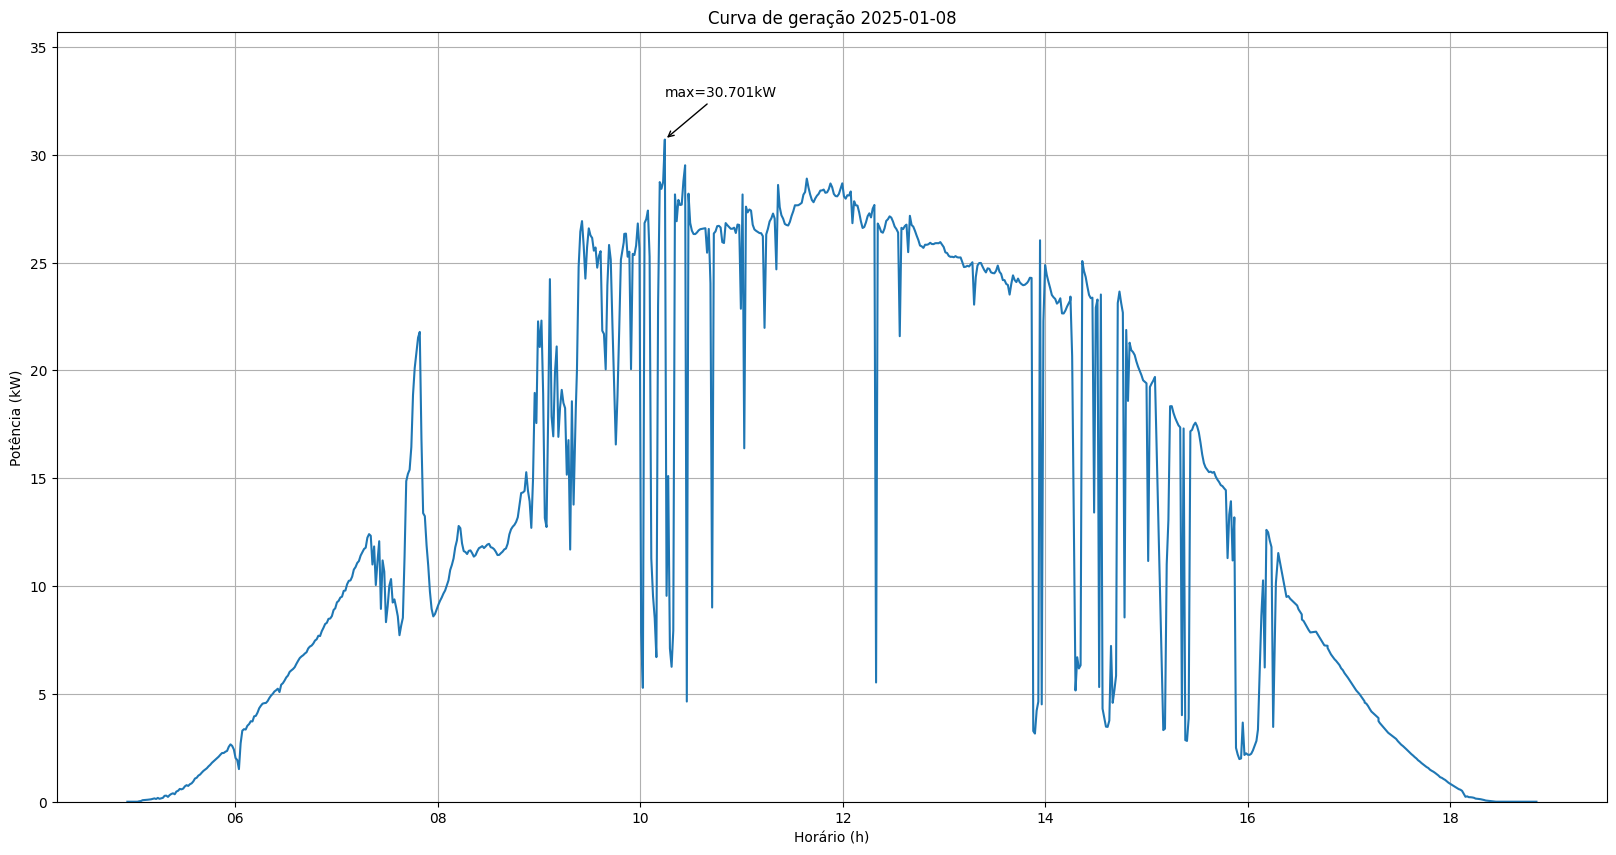 Curva de geração 2025-01-08
35
max=30.701kW
30
25
20
15
10
5
0
Potência (kW)
06 08 10 12 14 16 18
Horário (h)